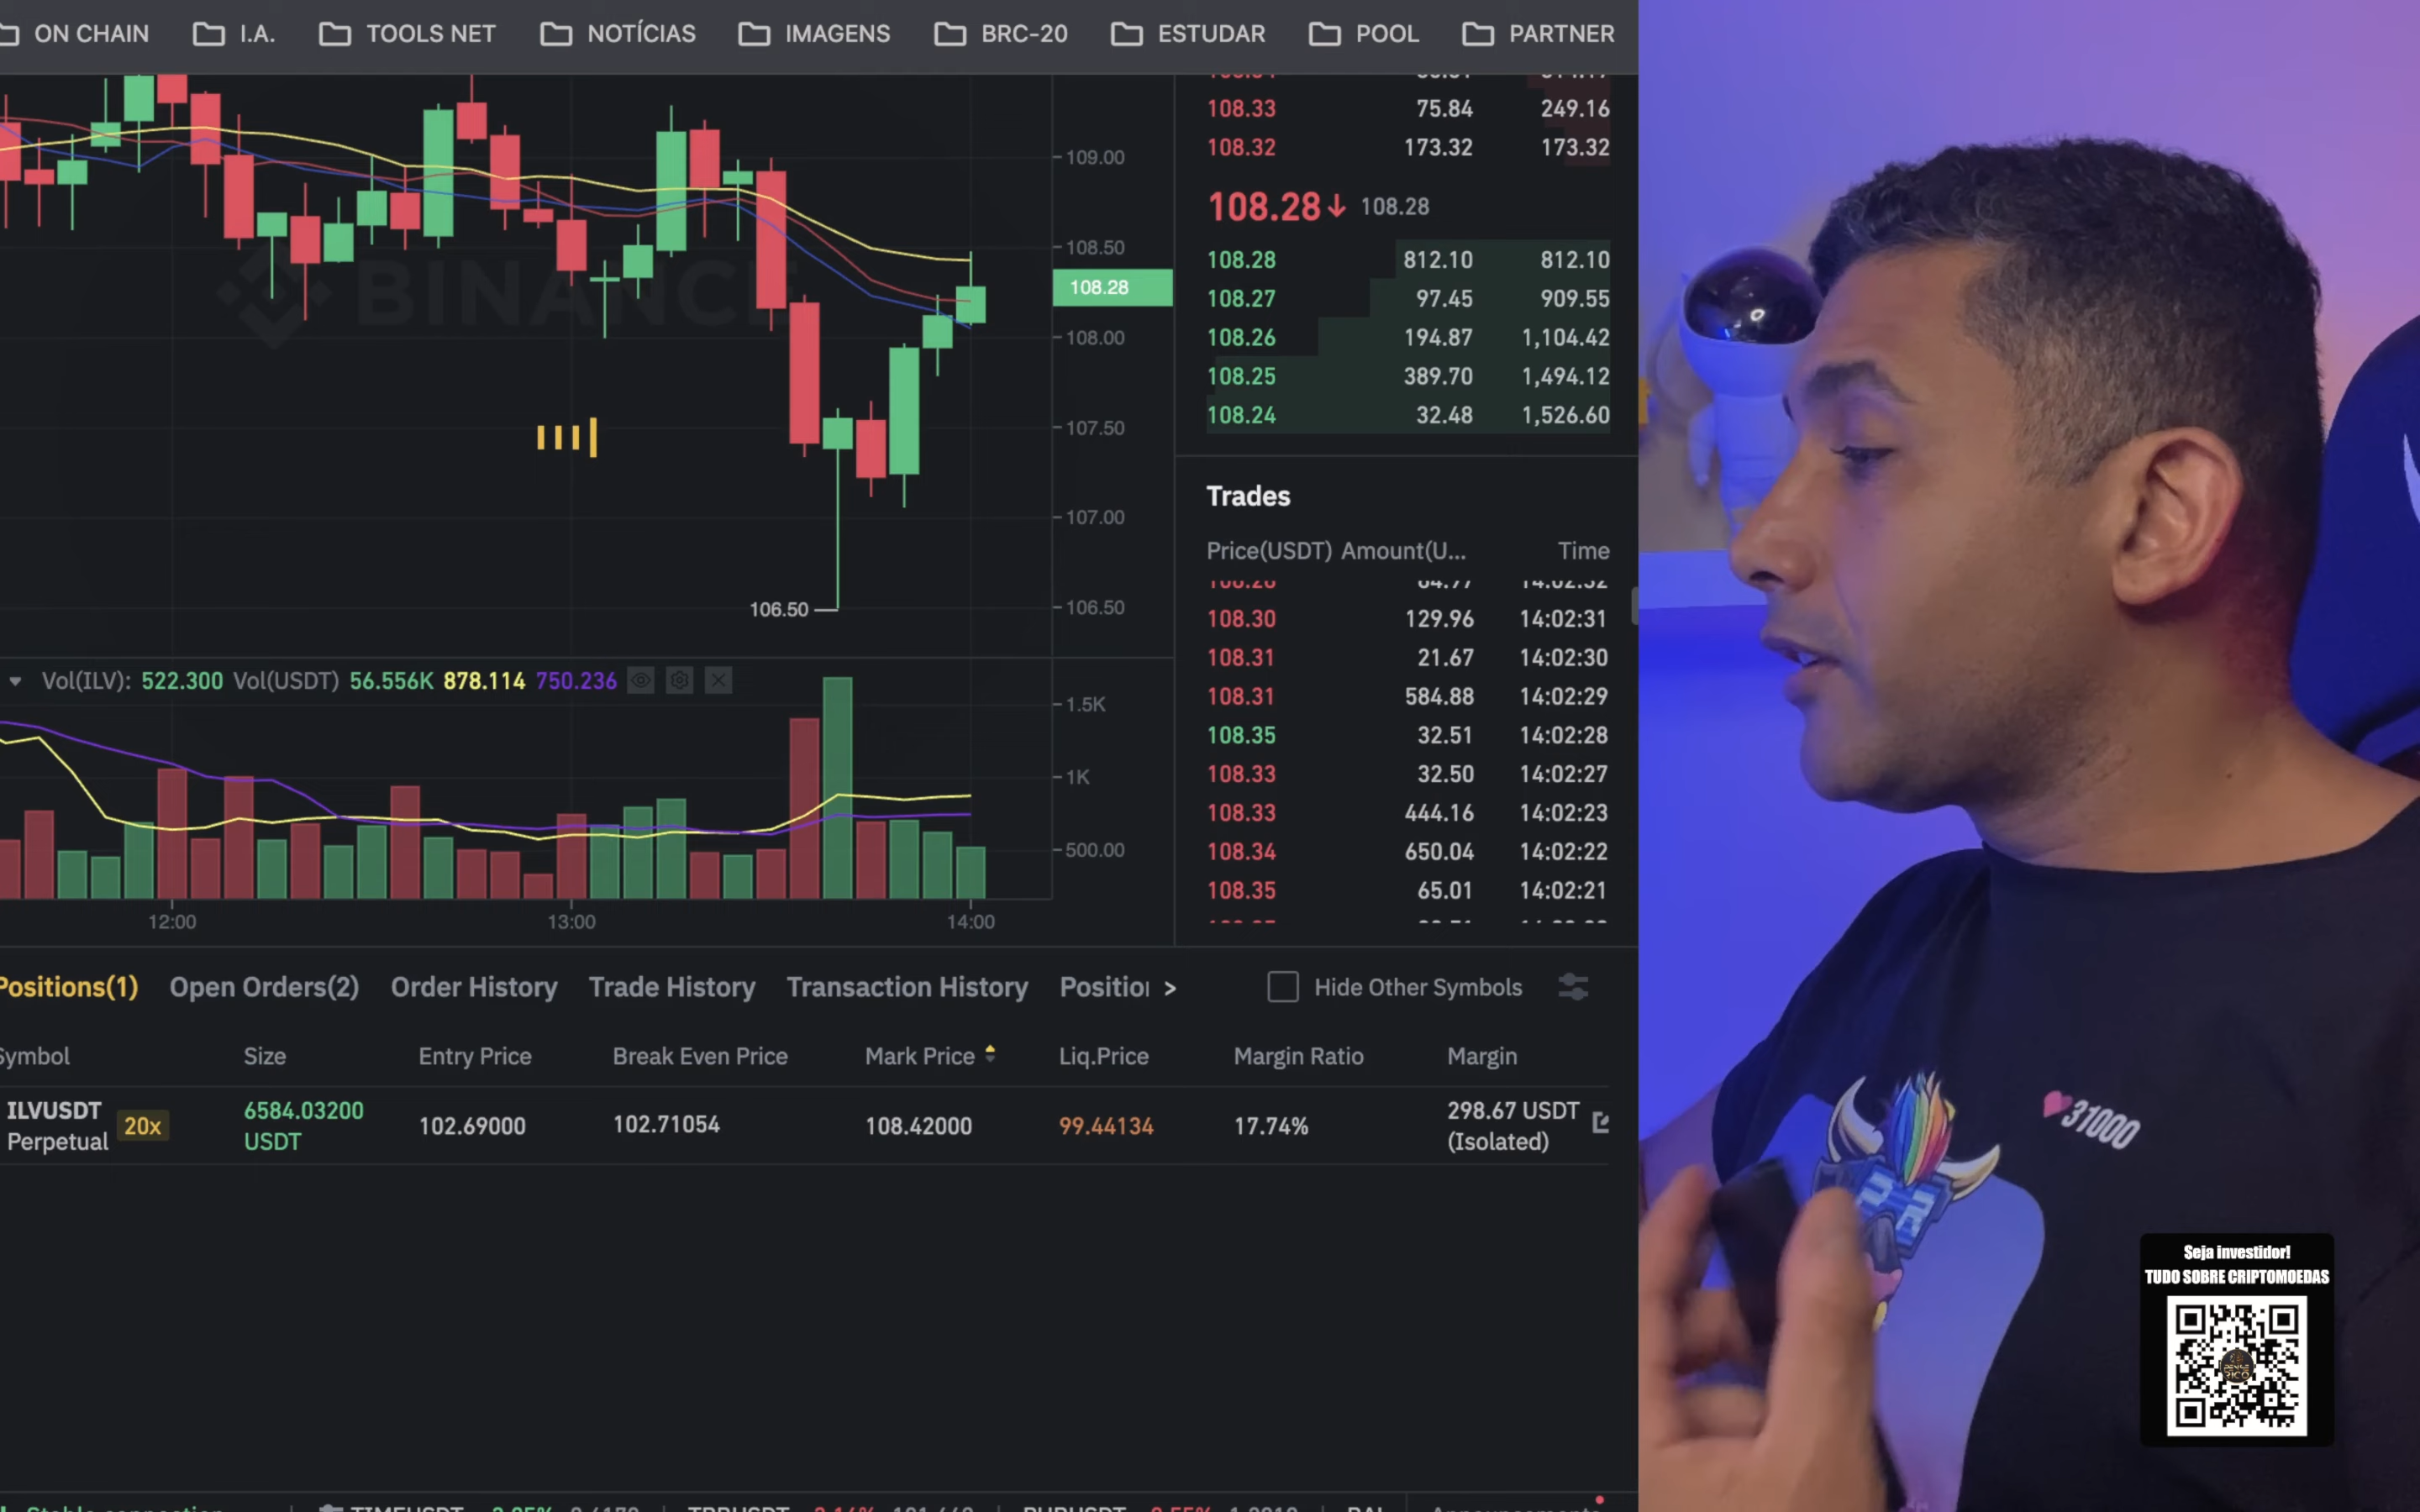 ON CHAIN I.A. TOOLS NET NOTÍCIAS IMAGENS BRC-20 ESTUDAR POOL PARTNER
108.33 75.84 249.16
108.32 173.32 173.32
108.28↓ 108.28
108.28 812.10 812.10
108.27 97.45 909.55
108.26 194.87 1,104.42
108.25 389.70 1,494.12
108.24 32.48 1,526.60
109.00
108.50
108.28
108.00
107.50
107.00
106.50
BINANCE
106.50
Trades
Price(USDT) Amount(U... Time
108.30 129.96 14:02:31
108.31 21.67 14:02:30
108.31 584.88 14:02:29
108.35 32.51 14:02:28
108.33 32.50 14:02:27
108.33 444.16 14:02:23
108.34 650.04 14:02:22
108.35 65.01 14:02:21
Vol(ILV): 522.300 Vol(USDT) 56.556K 878.114 750.236
1.5K
1K
500.00
12:00 13:00 14:00
Positions(1) Open Orders(2) Order History Trade History Transaction History Position > Hide Other Symbols
Symbol Size Entry Price Break Even Price Mark Price Liq.Price Margin Ratio Margin
ILVUSDT Perpetual 20x 6584.03200 USDT 102.69000 102.71054 108.42000 99.44134 17.74% 298.67 USDT (Isolated)
31000
Seja investidor!
TUDO SOBRE CRIPTOMOEDAS